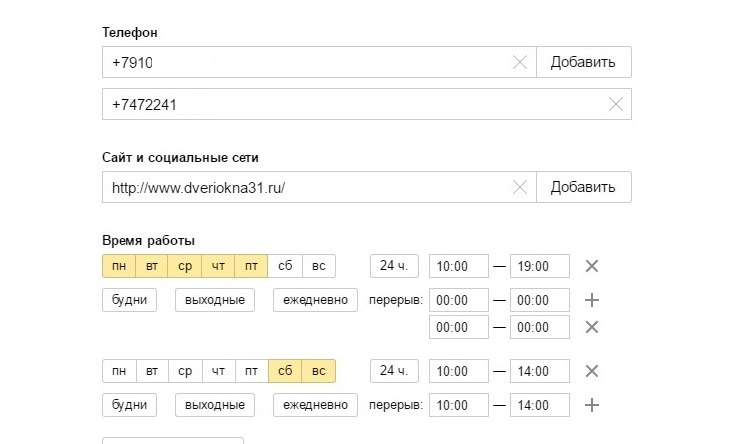 Телефон
+7910 Добавить
+7472241
Сайт и социальные сети
http://www.dveriokna31.ru/ Добавить
Время работы
пн вт ср чт пт сб вс 24 ч. 10:00 — 19:00
будни выходные ежедневно перерыв: 00:00 — 00:00
00:00 — 00:00
пн вт ср чт пт сб вс 24 ч. 10:00 — 14:00
будни выходные ежедневно перерыв: 10:00 — 14:00